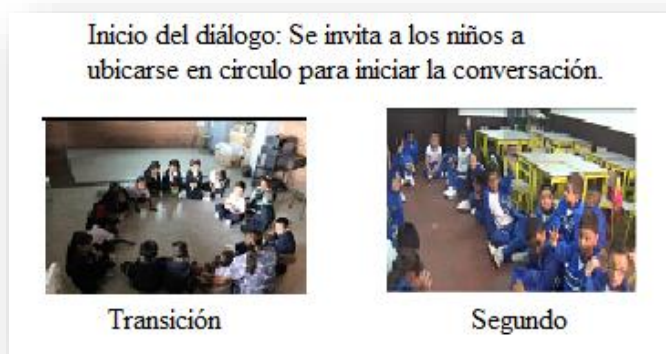 Inicio del diálogo: Se invita a los niños a
ubicarse en circulo para iniciar la conversación.
Transición
Segundo